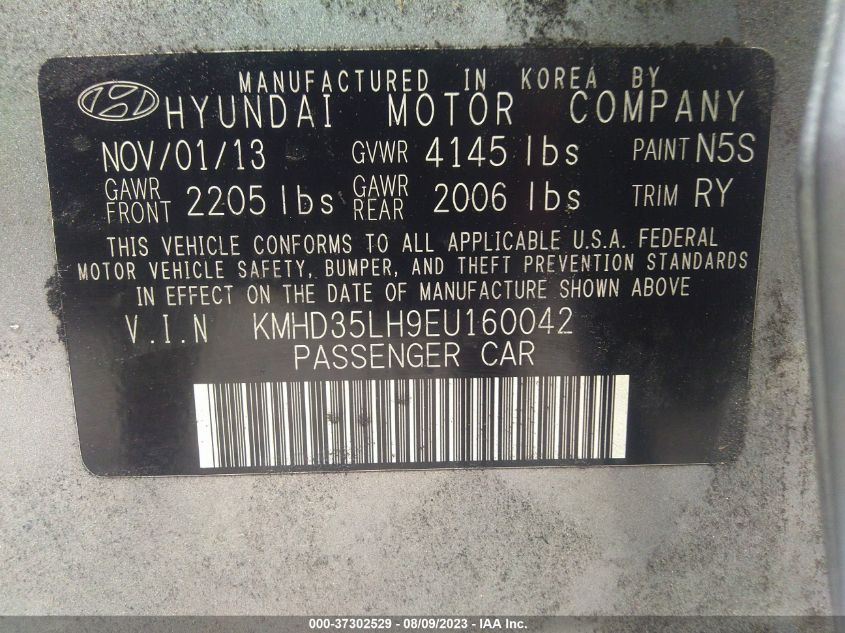 MANUFACTURED IN KOREA BY
HYUNDAI MOTOR COMPANY
NOV/01/13 GVWR 4145 lbs PAINT N5S
GAWR FRONT 2205 lbs GAWR REAR 2006 lbs TRIM RY
THIS VEHICLE CONFORMS TO ALL APPLICABLE U.S.A. FEDERAL
MOTOR VEHICLE SAFETY, BUMPER, AND THEFT PREVENTION STANDARDS
IN EFFECT ON THE DATE OF MANUFACTURE SHOWN ABOVE
V.I.N KMHD35LH9EU160042
PASSENGER CAR
000-37302529 - 08/09/2023 - IAA Inc.